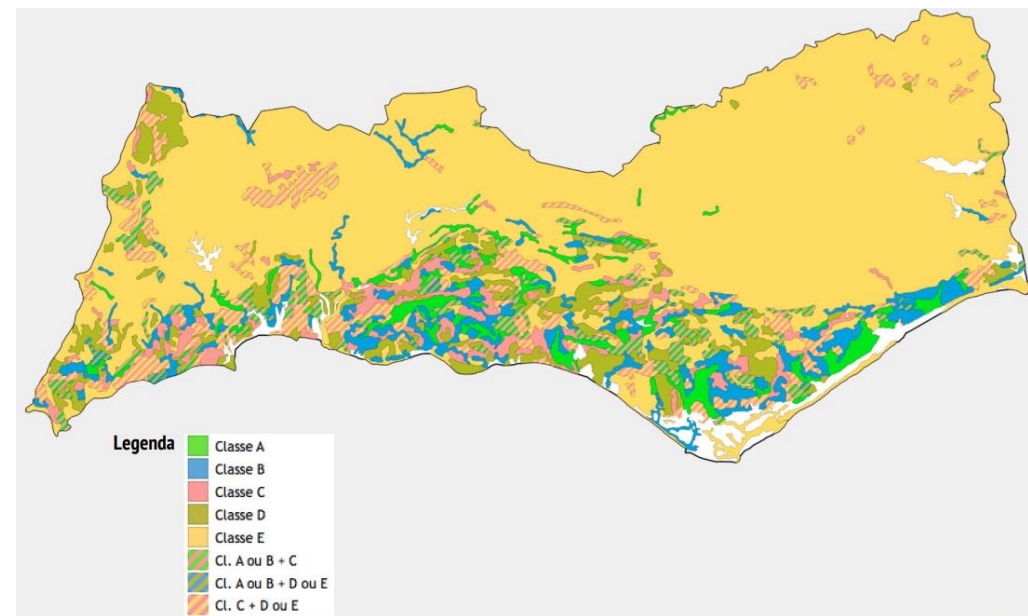 Legenda
Classe A
Classe B
Classe C
Classe D
Classe E
Cl. A ou B + C
Cl. A ou B + D ou E
Cl. C + D ou E